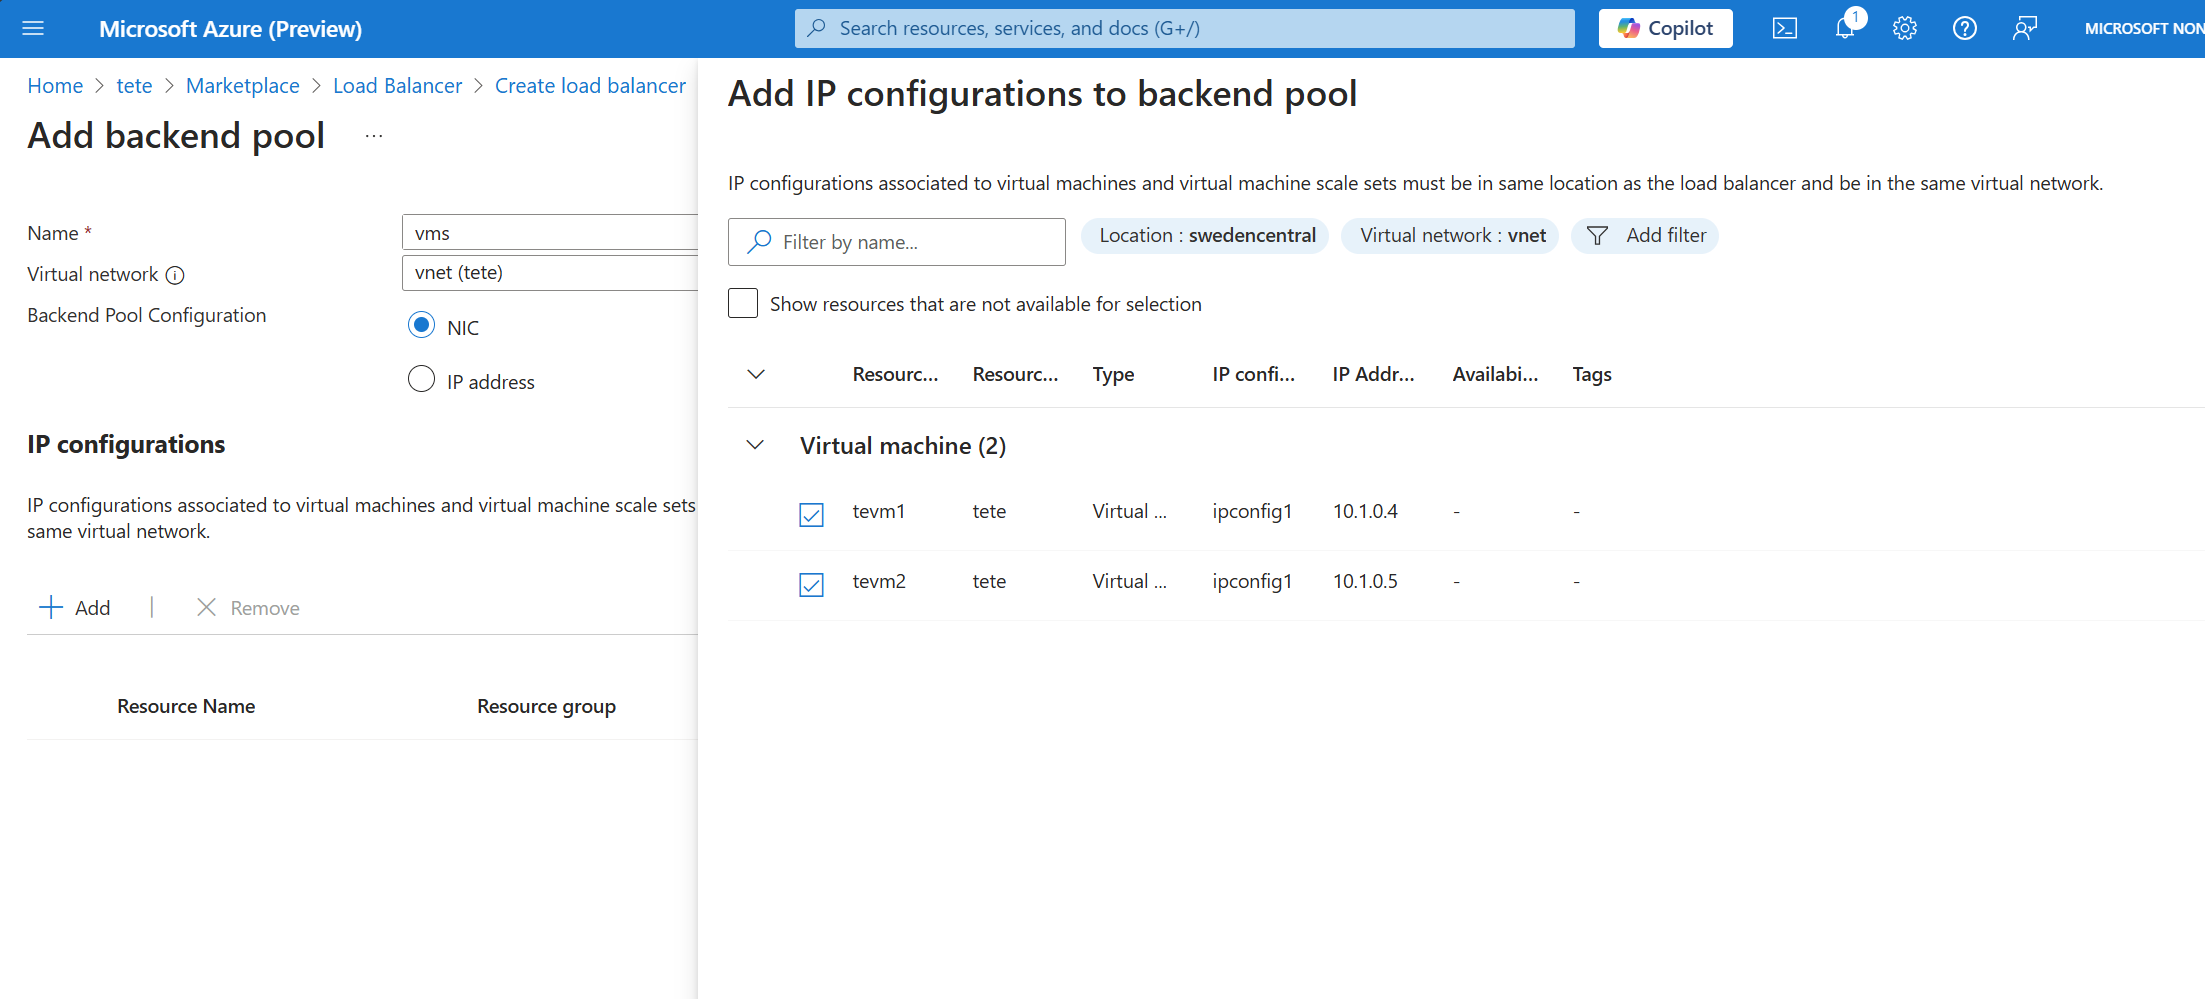 Microsoft Azure (Preview)
Search resources, services, and docs (G+/)
Copilot
1
MICROSOFT NON
Home > tete > Marketplace > Load Balancer > Create load balancer
Add backend pool ...
Name *
vms
Virtual network
vnet (tete)
Backend Pool Configuration
NIC
IP address
IP configurations
IP configurations associated to virtual machines and virtual machine scale sets
same virtual network.
Add | Remove
Resource Name Resource group
Add IP configurations to backend pool
IP configurations associated to virtual machines and virtual machine scale sets must be in same location as the load balancer and be in the same virtual network.
Filter by name...
Location : swedencentral
Virtual network : vnet
Add filter
Show resources that are not available for selection
Resourc... Resourc... Type IP confi... IP Addr... Availabi... Tags
Virtual machine (2)
tevm1 tete Virtual ... ipconfig1 10.1.0.4 - -
tevm2 tete Virtual ... ipconfig1 10.1.0.5 - -